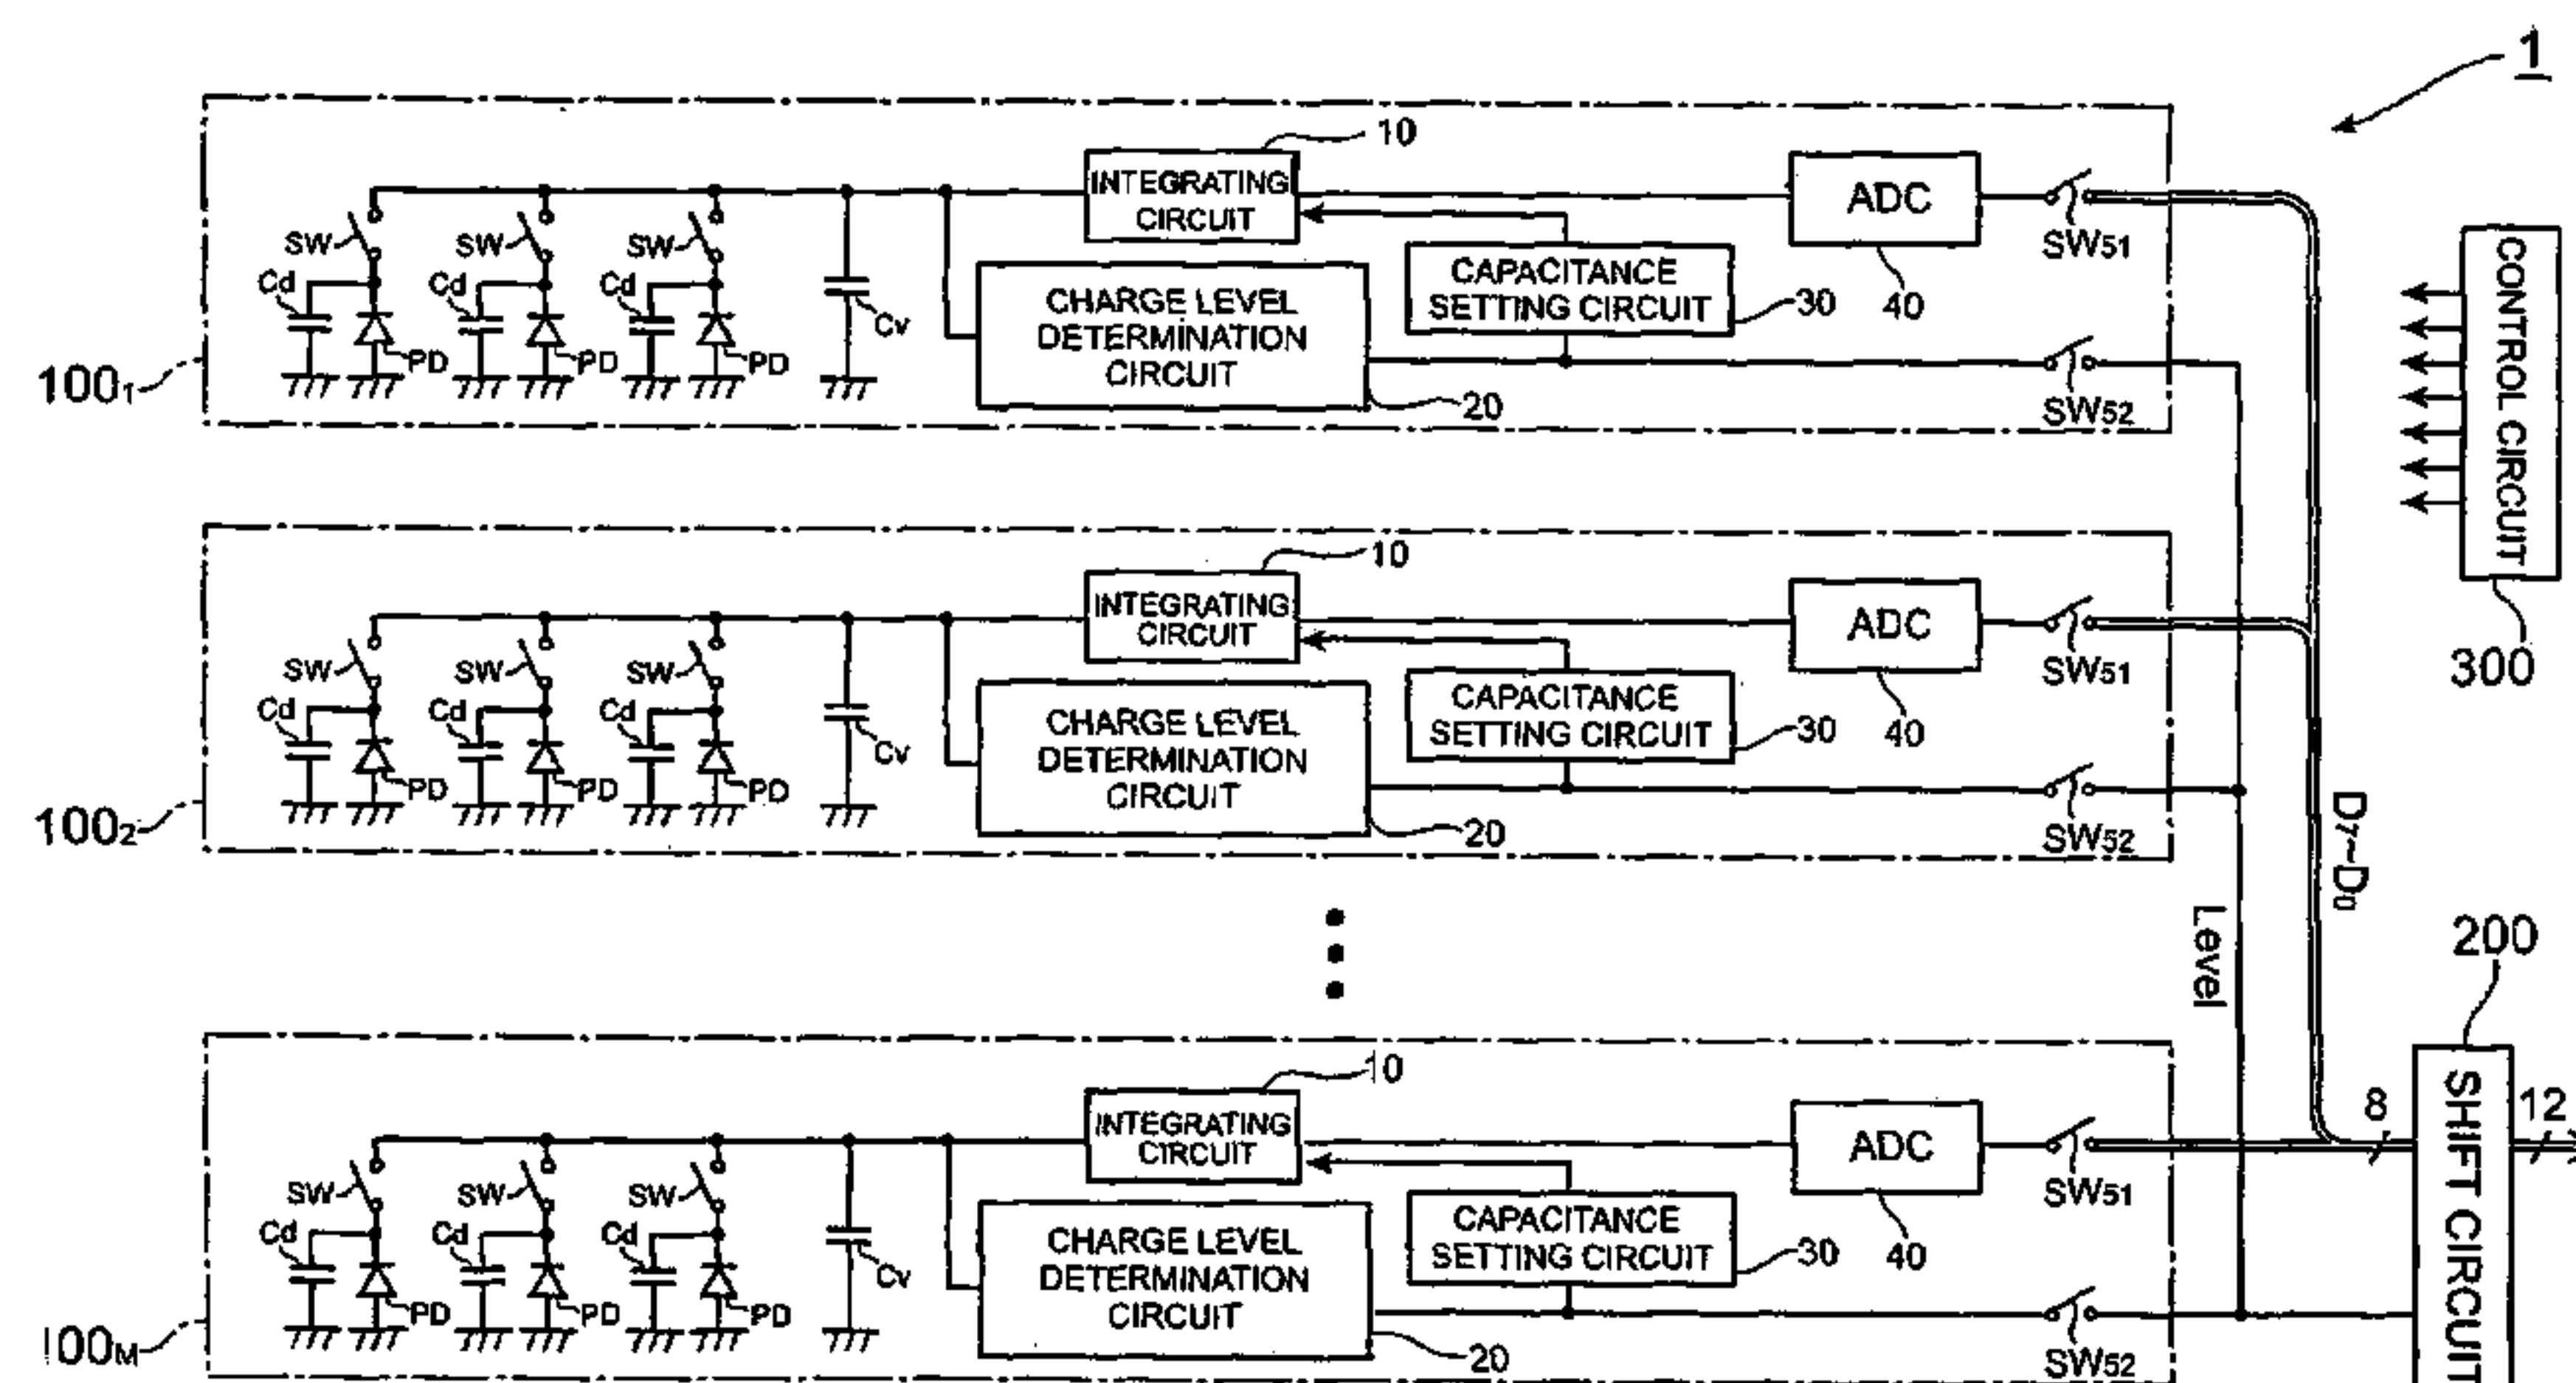 1
10
INTEGRATING
CIRCUIT
ADC
SW
SW
SW
SW51
Cd
Cd
Cd
CAPACITANCE
SETTING CIRCUIT
30
40
CHARGE LEVEL
DETERMINATION
CIRCUIT
Cv
PD
PD
PD
20
SW52
1001
CONTROL CIRCUIT
300
10
INTEGRATING
CIRCUIT
ADC
SW
SW
SW
SW51
Cd
Cd
Cd
CAPACITANCE
SETTING CIRCUIT
30
40
CHARGE LEVEL
DETERMINATION
CIRCUIT
Cv
PD
PD
PD
20
SW52
1002
D7~D0
Level
200
10
INTEGRATING
CIRCUIT
ADC
8
12
SHIFT CIRCUIT
SW
SW
SW
SW51
Cd
Cd
Cd
CAPACITANCE
SETTING CIRCUIT
30
40
CHARGE LEVEL
DETERMINATION
CIRCUIT
Cv
PD
PD
PD
20
SW52
100M